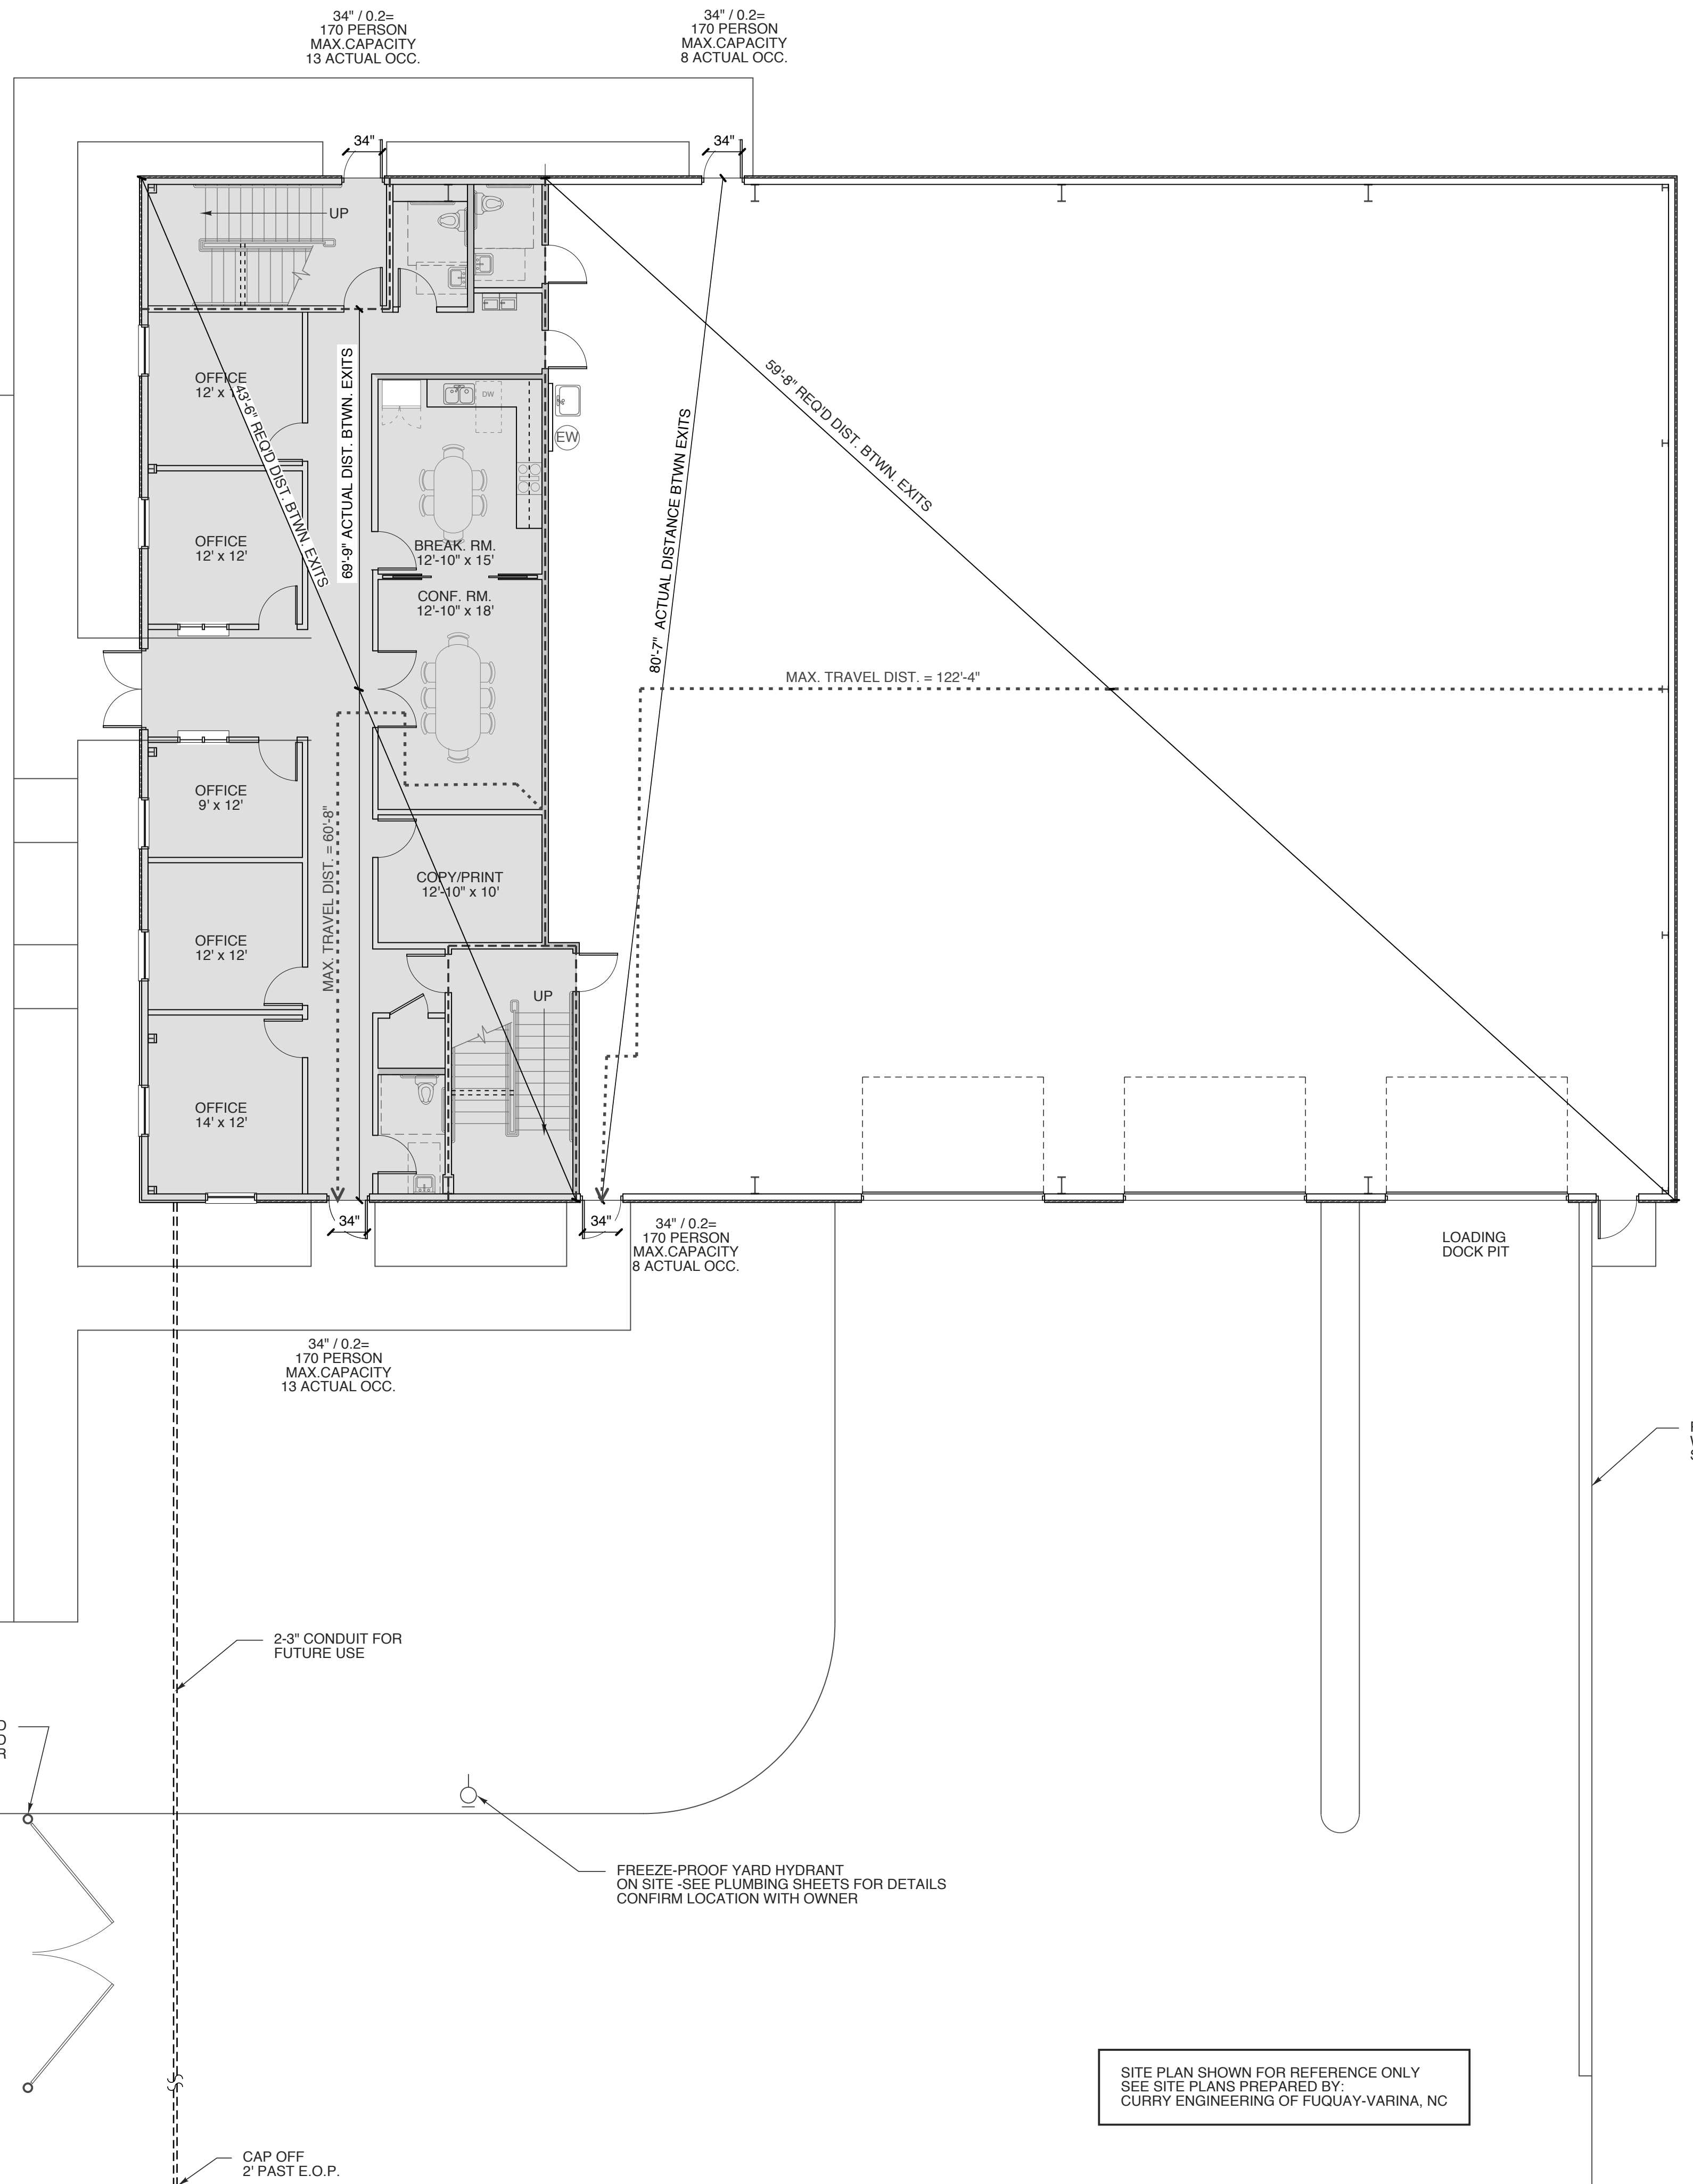 34" / 0.2=
170 PERSON
MAX.CAPACITY
13 ACTUAL OCC.
34" / 0.2=
170 PERSON
MAX.CAPACITY
8 ACTUAL OCC.
34"
34"
UP
OFFICE
12' x
43'-6" REQ'D DIST. BTWN. EXITS
69'-9" ACTUAL DIST. BTWN. EXITS
DW
EW
59'-8" REQ'D DIST. BTWN. EXITS
80'-7" ACTUAL DISTANCE BTWN EXITS
OFFICE
12' x 12'
BREAK. RM.
12'-10" x 15'
CONF. RM.
12'-10" x 18'
MAX. TRAVEL DIST. = 122'-4"
OFFICE
9' x 12'
MAX. TRAVEL DIST. = 60'-8"
COPY/PRINT
12'-10" x 10'
OFFICE
12' x 12'
UP
OFFICE
14' x 12'
34"
34"
34" / 0.2=
170 PERSON
MAX.CAPACITY
8 ACTUAL OCC.
LOADING
DOCK PIT
34" / 0.2=
170 PERSON
MAX.CAPACITY
13 ACTUAL OCC.
2-3" CONDUIT FOR
FUTURE USE
FREEZE-PROOF YARD HYDRANT
ON SITE -SEE PLUMBING SHEETS FOR DETAILS
CONFIRM LOCATION WITH OWNER
SITE PLAN SHOWN FOR REFERENCE ONLY
SEE SITE PLANS PREPARED BY:
CURRY ENGINEERING OF FUQUAY-VARINA, NC
CAP OFF
2' PAST E.O.P.